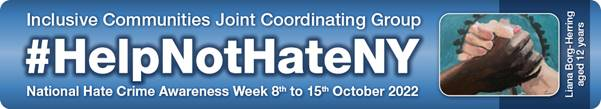 Inclusive Communities Joint Coordinating Group
#HelpNotHateNY
National Hate Crime Awareness Week 8th to 15th October 2022
Liana Borg-Herring
aged 12 years